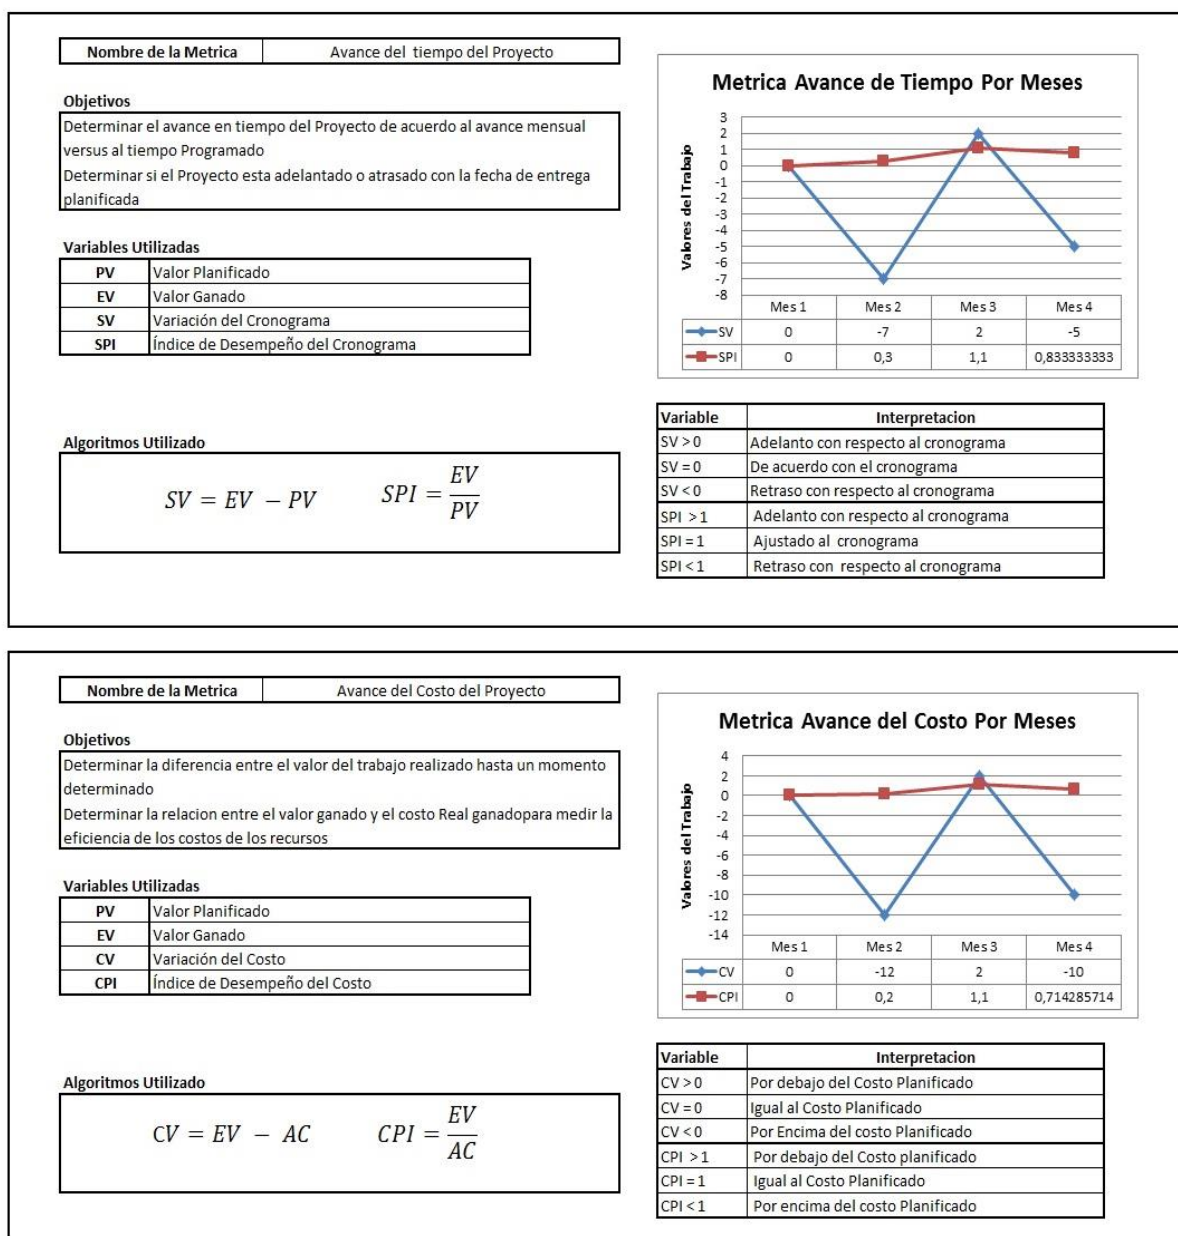 Nombre de la Metrica Avance del tiempo del Proyecto
Objetivos
Determinar el avance en tiempo del Proyecto de acuerdo al avance mensual
versus al tiempo Programado
Determinar si el Proyecto esta adelantado o atrasado con la fecha de entrega
planificada
Variables Utilizadas
PV Valor Planificado
EV Valor Ganado
SV Variación del Cronograma
SPI Índice de Desempeño del Cronograma
Algoritmos Utilizado
SV = EV − PV SPI = EV / PV
Metrica Avance de Tiempo Por Meses
Valores del Trabajo
3
2
1
0
-1
-2
-3
-4
-5
-6
-7
-8
Mes 1 Mes 2 Mes 3 Mes 4
SV 0 -7 2 -5
SPI 0 0,3 1,1 0,833333333
Variable Interpretacion
SV > 0 Adelanto con respecto al cronograma
SV = 0 De acuerdo con el cronograma
SV < 0 Retraso con respecto al cronograma
SPI > 1 Adelanto con respecto al cronograma
SPI = 1 Ajustado al cronograma
SPI < 1 Retraso con respecto al cronograma
Nombre de la Metrica Avance del Costo del Proyecto
Objetivos
Determinar la diferencia entre el valor del trabajo realizado hasta un momento
determinado
Determinar la relacion entre el valor ganado y el costo Real ganadopara medir la
eficiencia de los costos de los recursos
Variables Utilizadas
PV Valor Planificado
EV Valor Ganado
CV Variación del Costo
CPI Índice de Desempeño del Costo
Algoritmos Utilizado
CV = EV − AC CPI = EV / AC
Metrica Avance del Costo Por Meses
Valores del Trabajo
4
2
0
-2
-4
-6
-8
-10
-12
-14
Mes 1 Mes 2 Mes 3 Mes 4
CV 0 -12 2 -10
CPI 0 0,2 1,1 0,714285714
Variable Interpretacion
CV > 0 Por debajo del Costo Planificado
CV = 0 Igual al Costo Planificado
CV < 0 Por Encima del costo Planificado
CPI > 1 Por debajo del Costo planificado
CPI = 1 Igual al Costo Planificado
CPI < 1 Por encima del costo Planificado